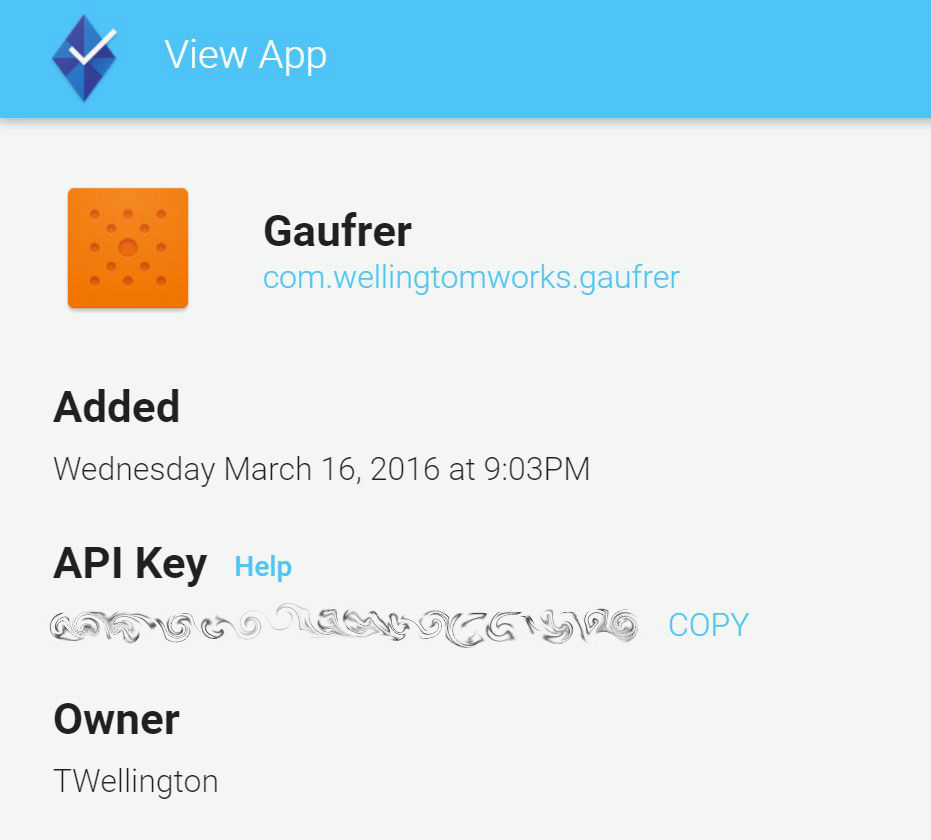 View App
Gaufrer
com.wellingtomworks.gaufrer
Added
Wednesday March 16, 2016 at 9:03PM
API Key Help
COPY
Owner
TWellington